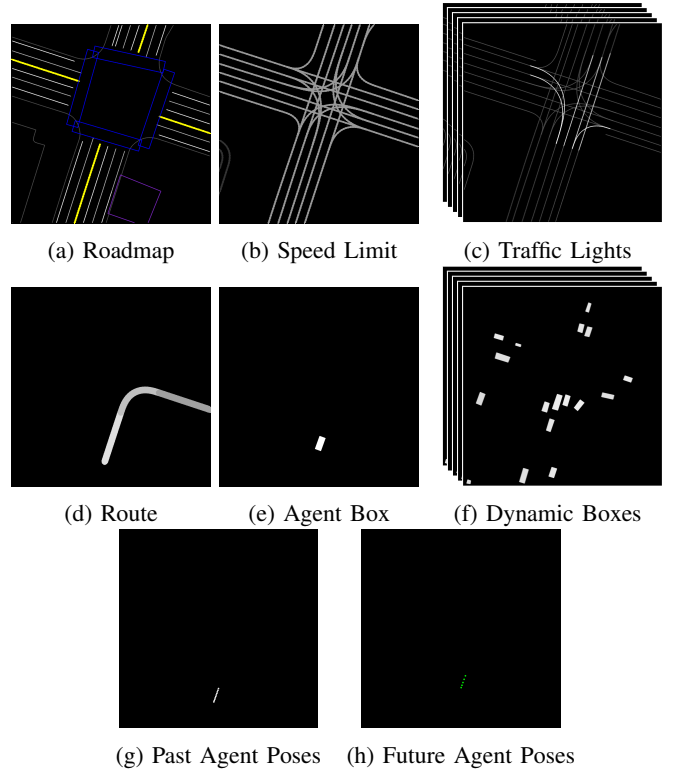 (a) Roadmap
(b) Speed Limit
(c) Traffic Lights
(d) Route
(e) Agent Box
(f) Dynamic Boxes
(g) Past Agent Poses
(h) Future Agent Poses